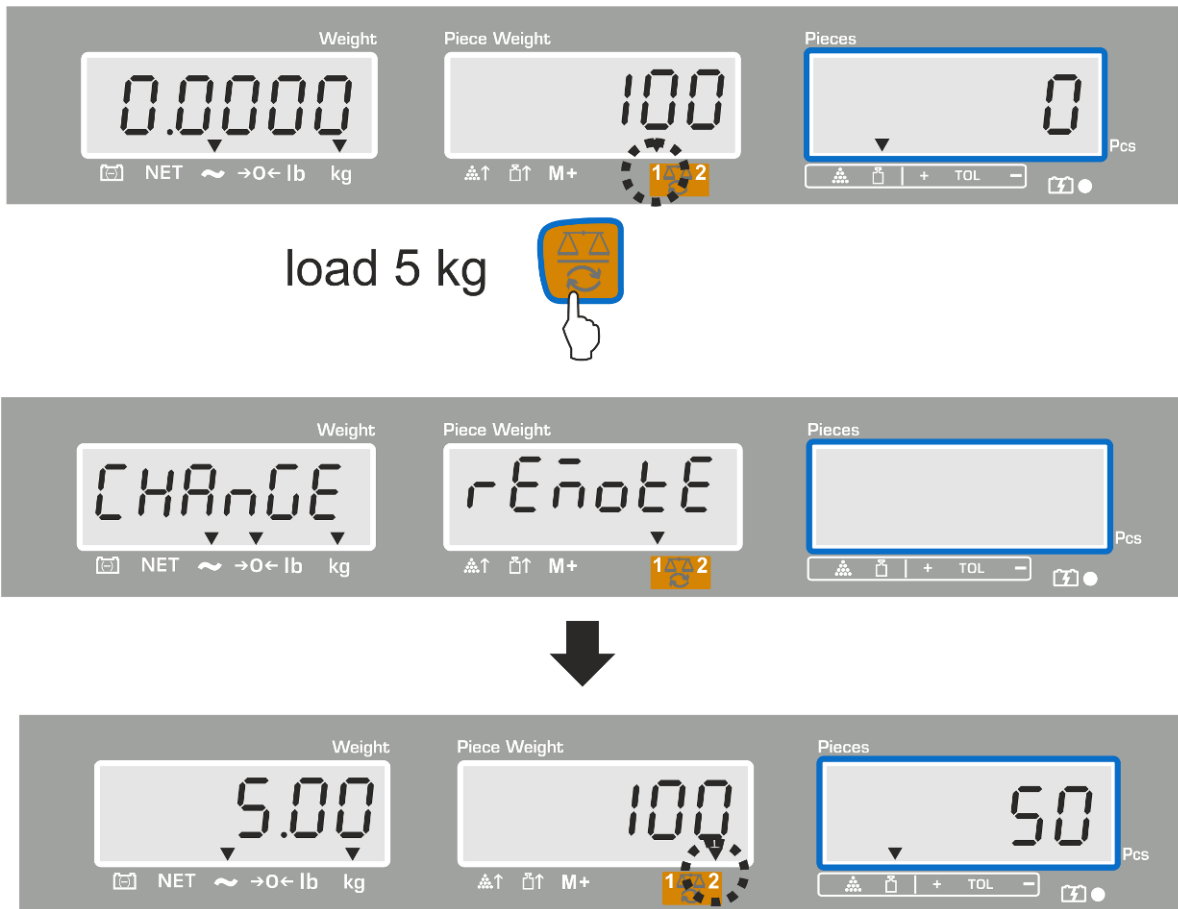 Weight Piece Weight Pieces
0.0000 100 0
Pcs
NET ~ →0← lb kg M+ 1 2 + TOL −
load 5 kg
Weight Piece Weight Pieces
CHAnGE rEmotE
Pcs
NET ~ →0← lb kg M+ 1 2 + TOL −
Weight Piece Weight Pieces
5.00 100 50
Pcs
NET ~ →0← lb kg M+ 1 2 + TOL −